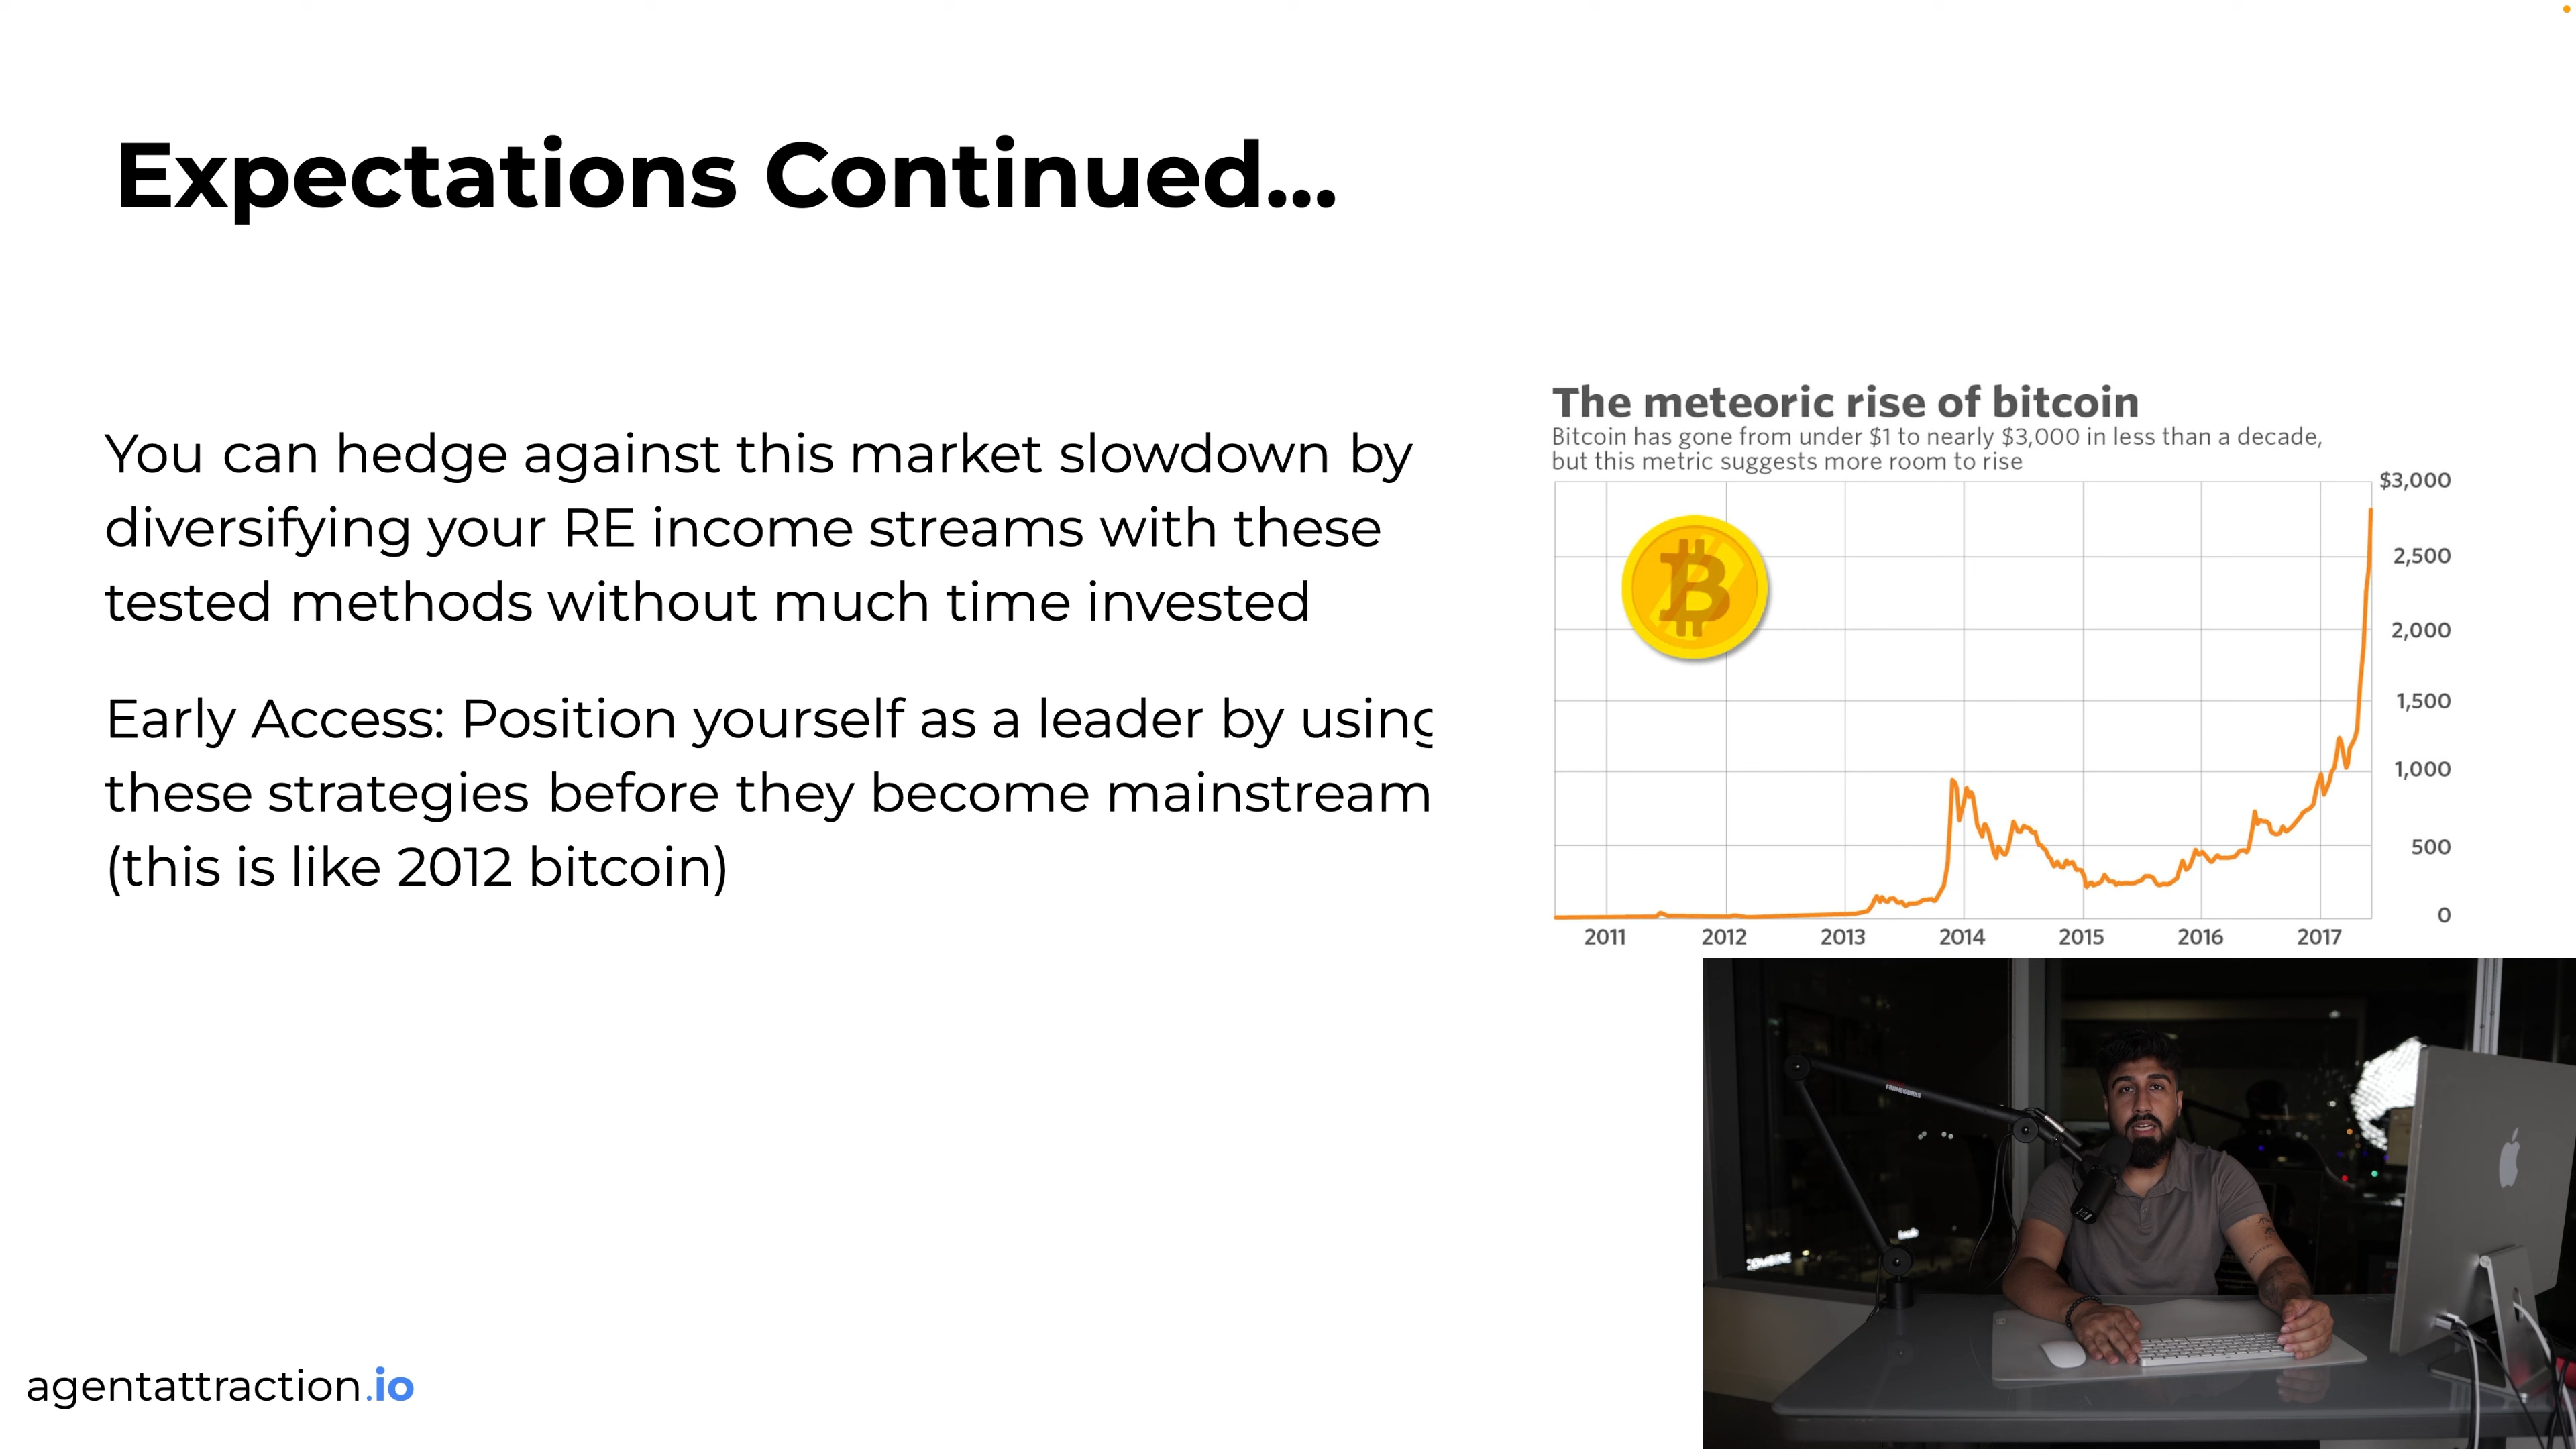 Expectations Continued...
You can hedge against this market slowdown by
diversifying your RE income streams with these
tested methods without much time invested
Early Access: Position yourself as a leader by using
these strategies before they become mainstream
(this is like 2012 bitcoin)
The meteoric rise of bitcoin
Bitcoin has gone from under $1 to nearly $3,000 in less than a decade,
but this metric suggests more room to rise
$3,000
2,500
2,000
1,500
1,000
500
0
2011 2012 2013 2014 2015 2016 2017
agentattraction.io